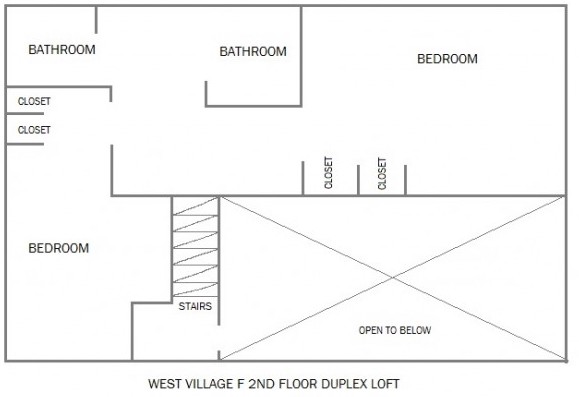 BATHROOM
BATHROOM
BEDROOM
CLOSET
CLOSET
CLOSET
CLOSET
BEDROOM
STAIRS
OPEN TO BELOW
WEST VILLAGE F 2ND FLOOR DUPLEX LOFT